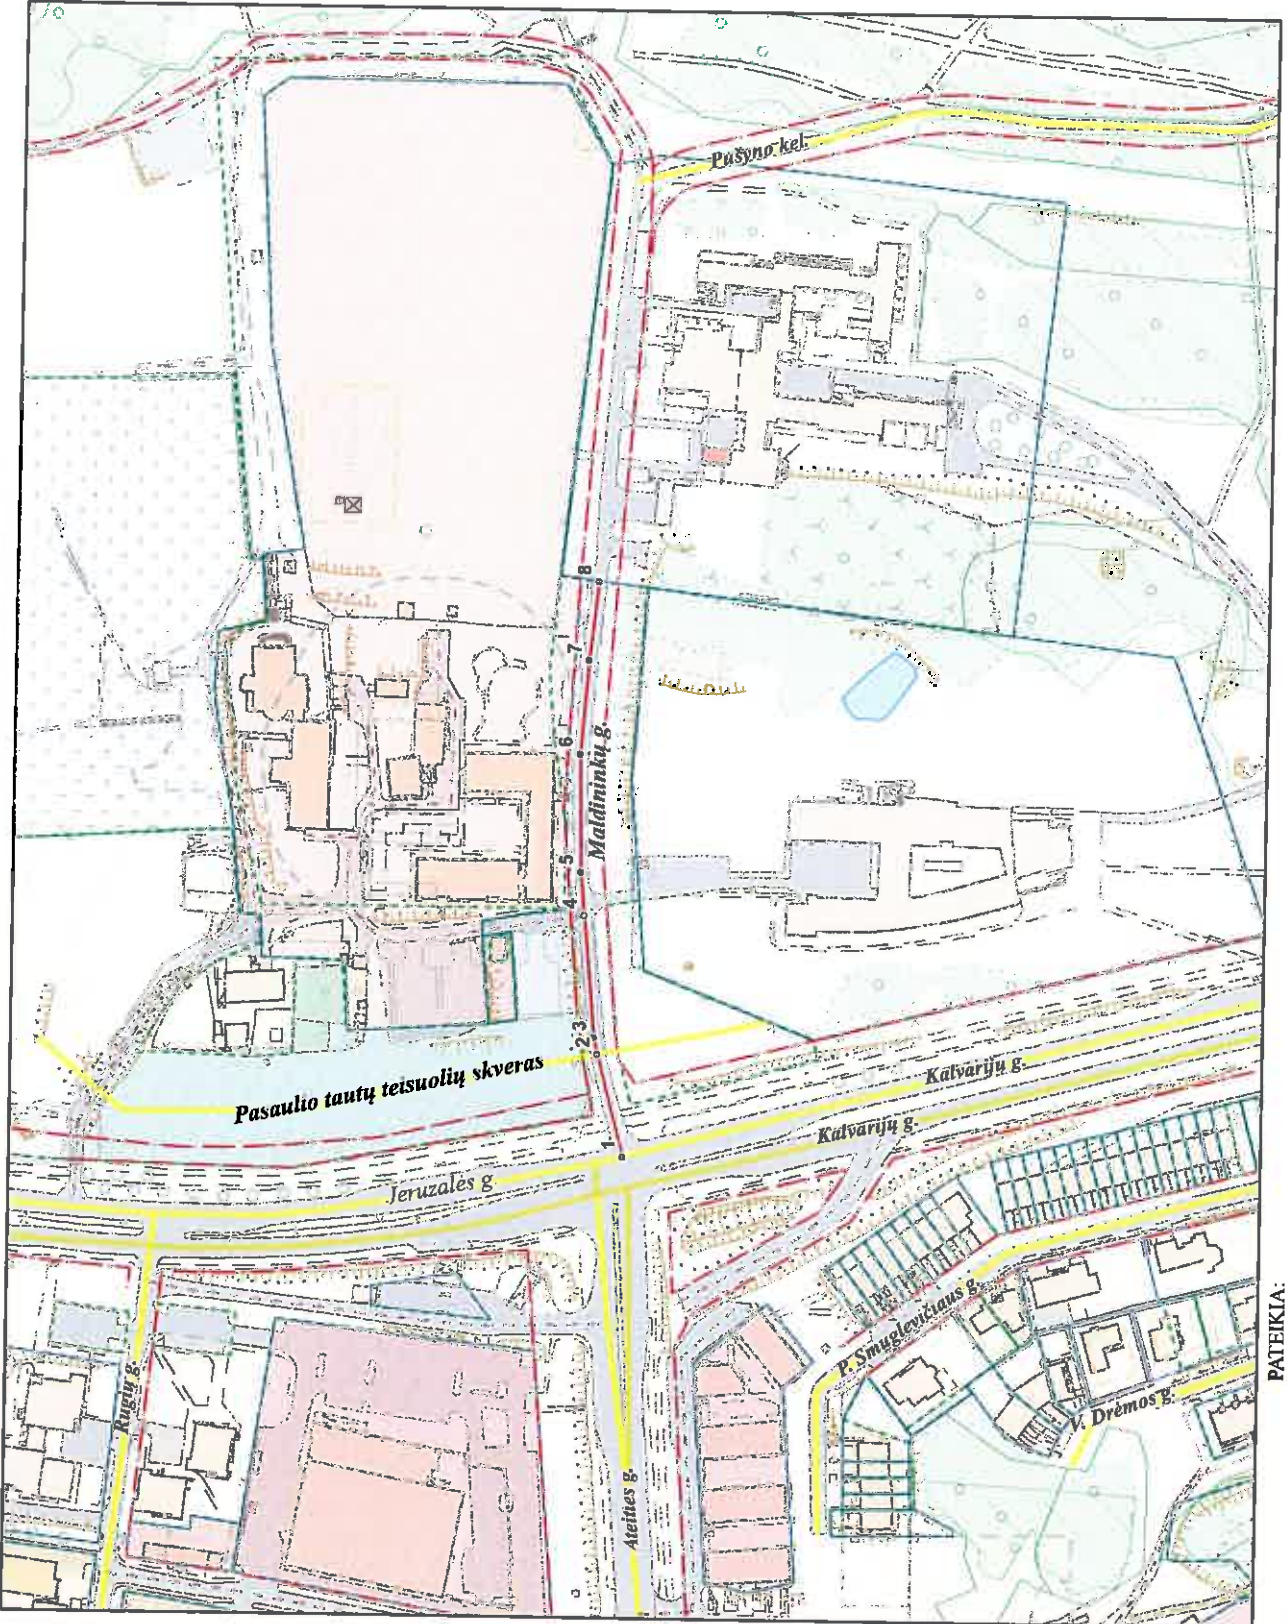 Pušyno kel.
8
7
6
Maldininkų g.
5
4
3
2
Pasaulio tautų teisuolių skveras
1
Kalvarijų g.
Kalvarijų g.
Jeruzalės g.
P. Smuglevičiaus g.
V. Drėmos g.
Rugių g.
Ateities g.
PATEIKIA: